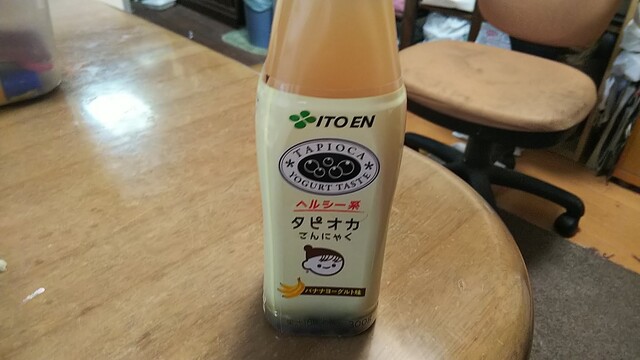 ITO EN
TAPIOCA
YOGURT TASTE
ヘルシー系
タピオカ
こんにゃく
バナナヨーグルト味